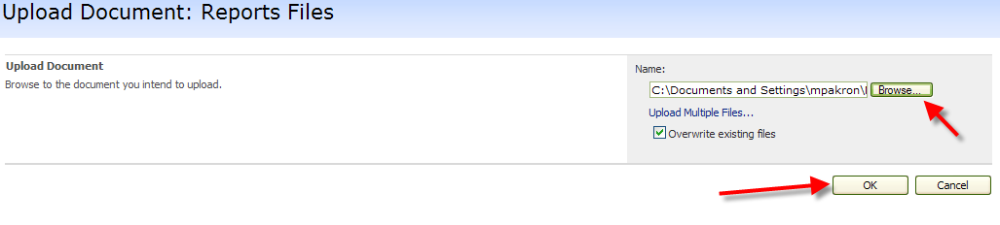 Upload Document: Reports Files
Upload Document
Browse to the document you intend to upload.
Name:
C:\Documents and Settings\mpakron\
Browse...
Upload Multiple Files...
Overwrite existing files
OK
Cancel